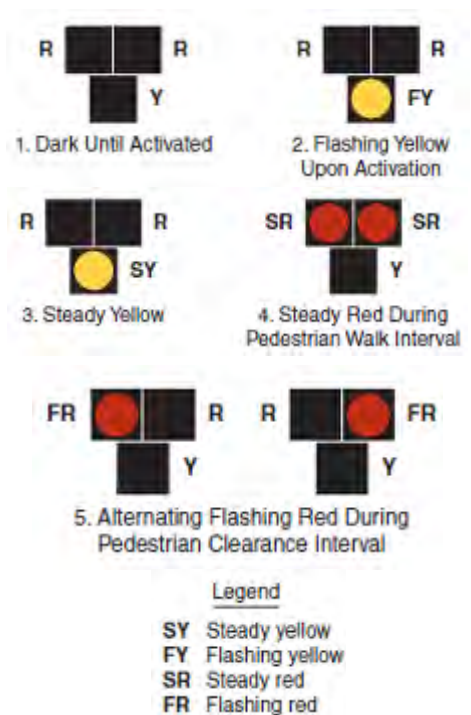 R R R R
Y FY
1. Dark Until Activated
2. Flashing Yellow
Upon Activation
R R SR SR
SY Y
3. Steady Yellow
4. Steady Red During
Pedestrian Walk Interval
FR R R FR
Y Y
5. Alternating Flashing Red During
Pedestrian Clearance Interval
Legend
SY Steady yellow
FY Flashing yellow
SR Steady red
FR Flashing red